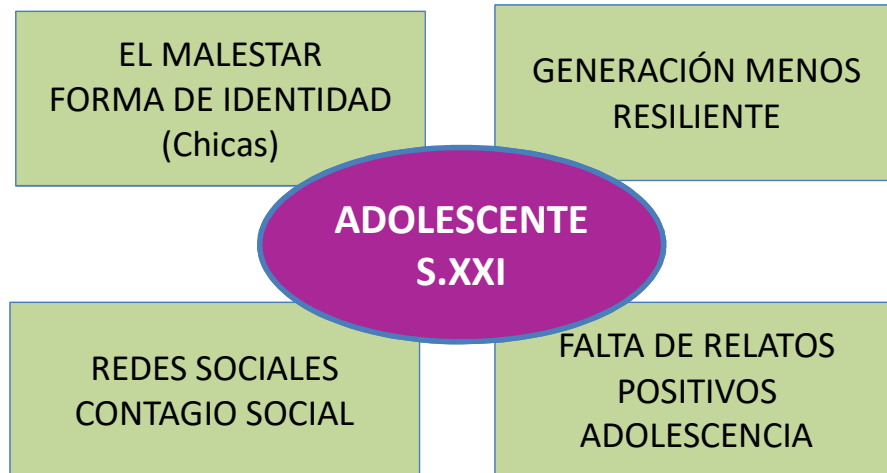 EL MALESTAR
FORMA DE IDENTIDAD
(Chicas)
GENERACIÓN MENOS
RESILIENTE
ADOLESCENTE
S.XXI
REDES SOCIALES
CONTAGIO SOCIAL
FALTA DE RELATOS
POSITIVOS
ADOLESCENCIA